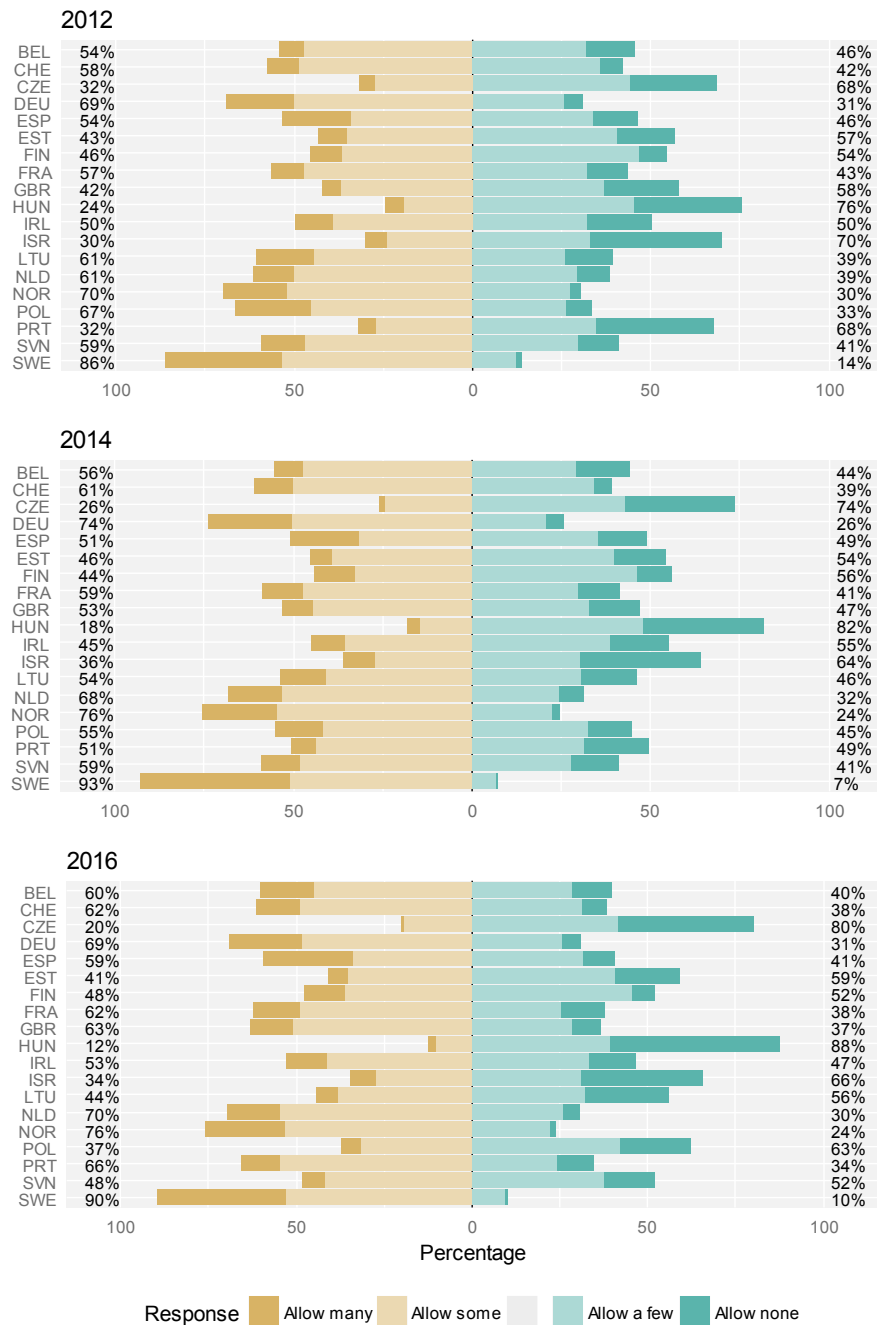 2012
BEL 54% 46%
CHE 58% 42%
CZE 32% 68%
DEU 69% 31%
ESP 54% 46%
EST 43% 57%
FIN 46% 54%
FRA 57% 43%
GBR 42% 58%
HUN 24% 76%
IRL 50% 50%
ISR 30% 70%
LTU 61% 39%
NLD 61% 39%
NOR 70% 30%
POL 67% 33%
PRT 32% 68%
SVN 59% 41%
SWE 86% 14%
100 50 0 50 100
2014
BEL 56% 44%
CHE 61% 39%
CZE 26% 74%
DEU 74% 26%
ESP 51% 49%
EST 46% 54%
FIN 44% 56%
FRA 59% 41%
GBR 53% 47%
HUN 18% 82%
IRL 45% 55%
ISR 36% 64%
LTU 54% 46%
NLD 68% 32%
NOR 76% 24%
POL 55% 45%
PRT 51% 49%
SVN 59% 41%
SWE 93% 7%
100 50 0 50 100
2016
BEL 60% 40%
CHE 62% 38%
CZE 20% 80%
DEU 69% 31%
ESP 59% 41%
EST 41% 59%
FIN 48% 52%
FRA 62% 38%
GBR 63% 37%
HUN 12% 88%
IRL 53% 47%
ISR 34% 66%
LTU 44% 56%
NLD 70% 30%
NOR 76% 24%
POL 37% 63%
PRT 66% 34%
SVN 48% 52%
SWE 90% 10%
100 50 0 50 100
Percentage
Response Allow many Allow some Allow a few Allow none